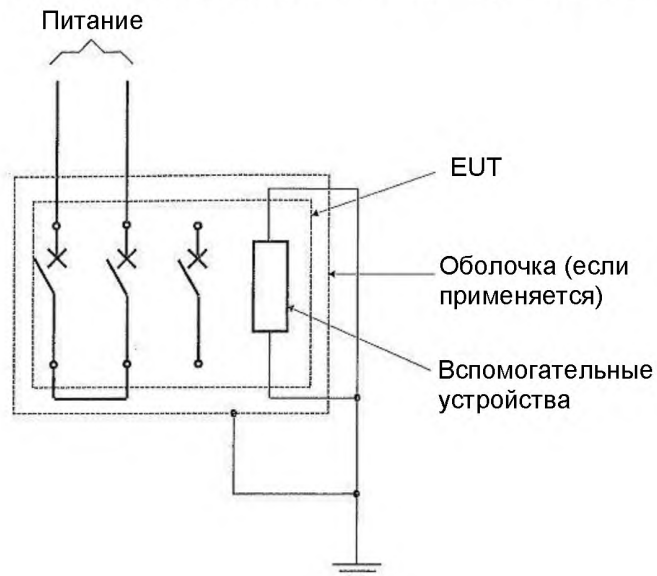 Питание
EUT
Оболочка (если
применяется)
Вспомогательные
устройства